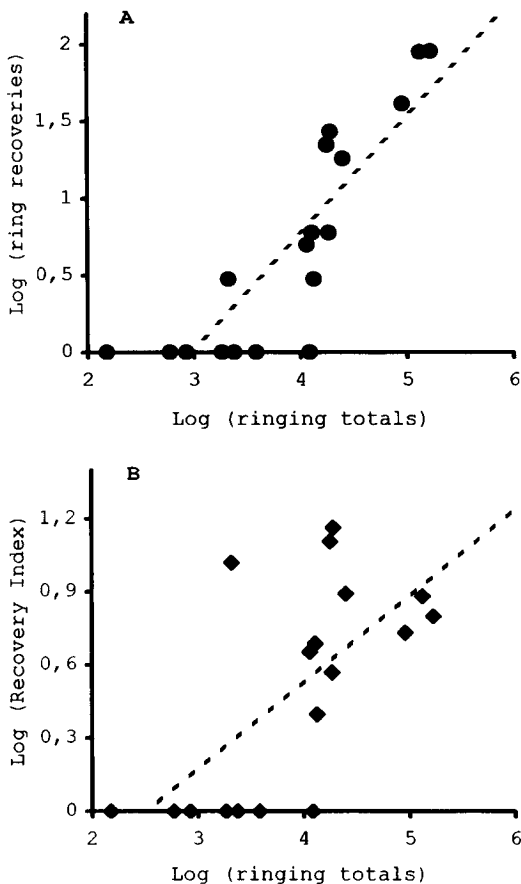 A
Log (ring recoveries)
2
1,5
1
0,5
0
2 3 4 5 6
Log (ringing totals)
B
Log (Recovery Index)
1,2
0,9
0,6
0,3
0
2 3 4 5 6
Log (ringing totals)